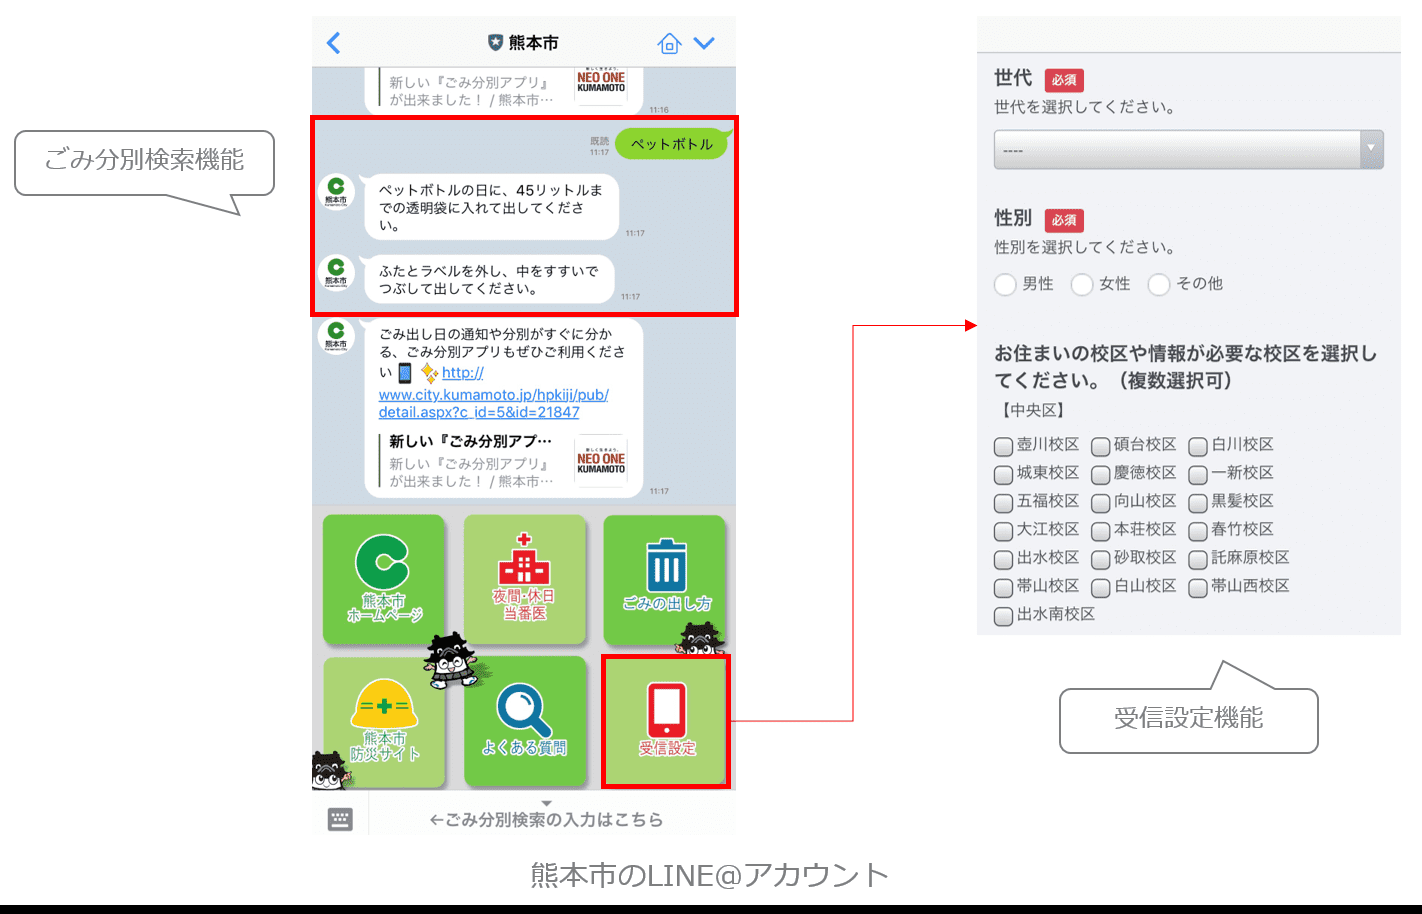 ごみ分別検索機能
熊本市
新しい『ごみ分別アプリ』
が出来ました！ / 熊本市…
NEO ONE
KUMAMOTO
11:16
既読
11:17
ペットボトル
熊本市
ペットボトルの日に、45リットルま
での透明袋に入れて出してくださ
い。
11:17
熊本市
ふたとラベルを外し、中をすすいで
つぶして出してください。
11:17
熊本市
ごみ出し日の通知や分別がすぐに分か
る、ごみ分別アプリもぜひご利用くださ
い http://
www.city.kumamoto.jp/hpkiji/pub/
detail.aspx?c_id=5&id=21847
新しい『ごみ分別アプ…
新しい『ごみ分別アプリ』
が出来ました！ / 熊本市…
NEO ONE
KUMAMOTO
11:17
熊本市
ホームページ
夜間・休日
当番医
ごみの出し方
熊本市
防災サイト
よくある質問
受信設定
←ごみ分別検索の入力はこちら
世代 必須
世代を選択してください。
----
性別 必須
性別を選択してください。
男性 女性 その他
お住まいの校区や情報が必要な校区を選択し
てください。（複数選択可）
【中央区】
壺川校区 碩台校区 白川校区
城東校区 慶徳校区 一新校区
五福校区 向山校区 黒髪校区
大江校区 本荘校区 春竹校区
出水校区 砂取校区 託麻原校区
帯山校区 白山校区 帯山西校区
出水南校区
受信設定機能
熊本市のLINE@アカウント